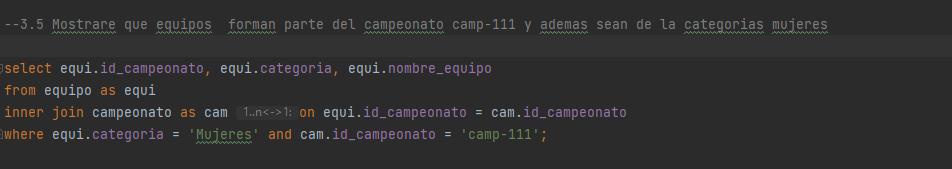 --3.5 Mostrare que equipos  forman parte del campeonato camp-111 y ademas sean de la categorias mujeres
select equi.id_campeonato, equi.categoria, equi.nombre_equipo
from equipo as equi
inner join campeonato as cam 1..n<->1: on equi.id_campeonato = cam.id_campeonato
where equi.categoria = 'Mujeres' and cam.id_campeonato = 'camp-111';